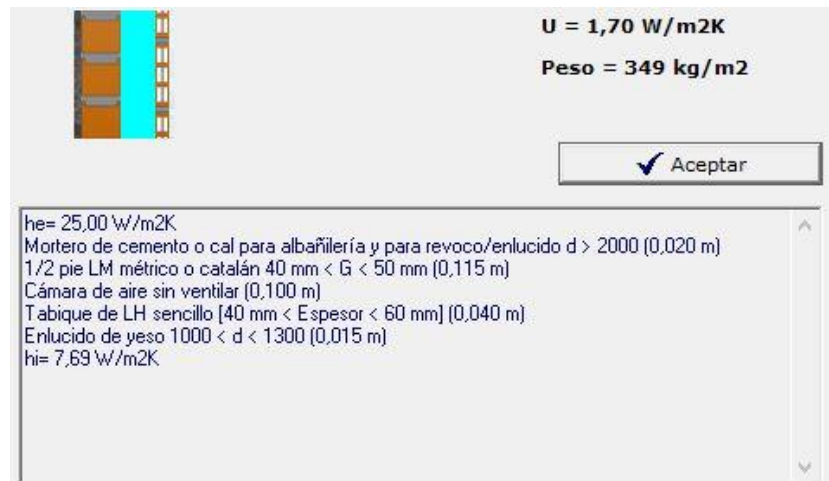 U = 1,70 W/m2K
Peso = 349 kg/m2
Aceptar
he= 25,00 W/m2K
Mortero de cemento o cal para albañilería y para revoco/enlucido d > 2000 (0,020 m)
1/2 pie LM métrico o catalán 40 mm < G < 50 mm (0,115 m)
Cámara de aire sin ventilar (0,100 m)
Tabique de LH sencillo [40 mm < Espesor < 60 mm] (0,040 m)
Enlucido de yeso 1000 < d < 1300 (0,015 m)
hi= 7,69 W/m2K